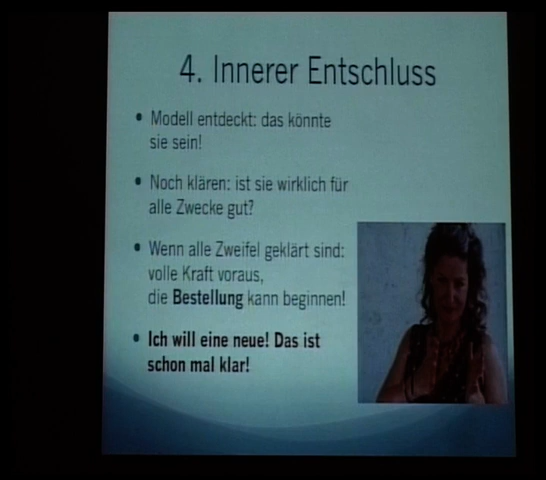 4. Innerer Entschluss
• Modell entdeckt: das könnte
sie sein!
• Noch klären: ist sie wirklich für
alle Zwecke gut?
• Wenn alle Zweifel geklärt sind:
volle Kraft voraus,
die Bestellung kann beginnen!
• Ich will eine neue! Das ist
schon mal klar!